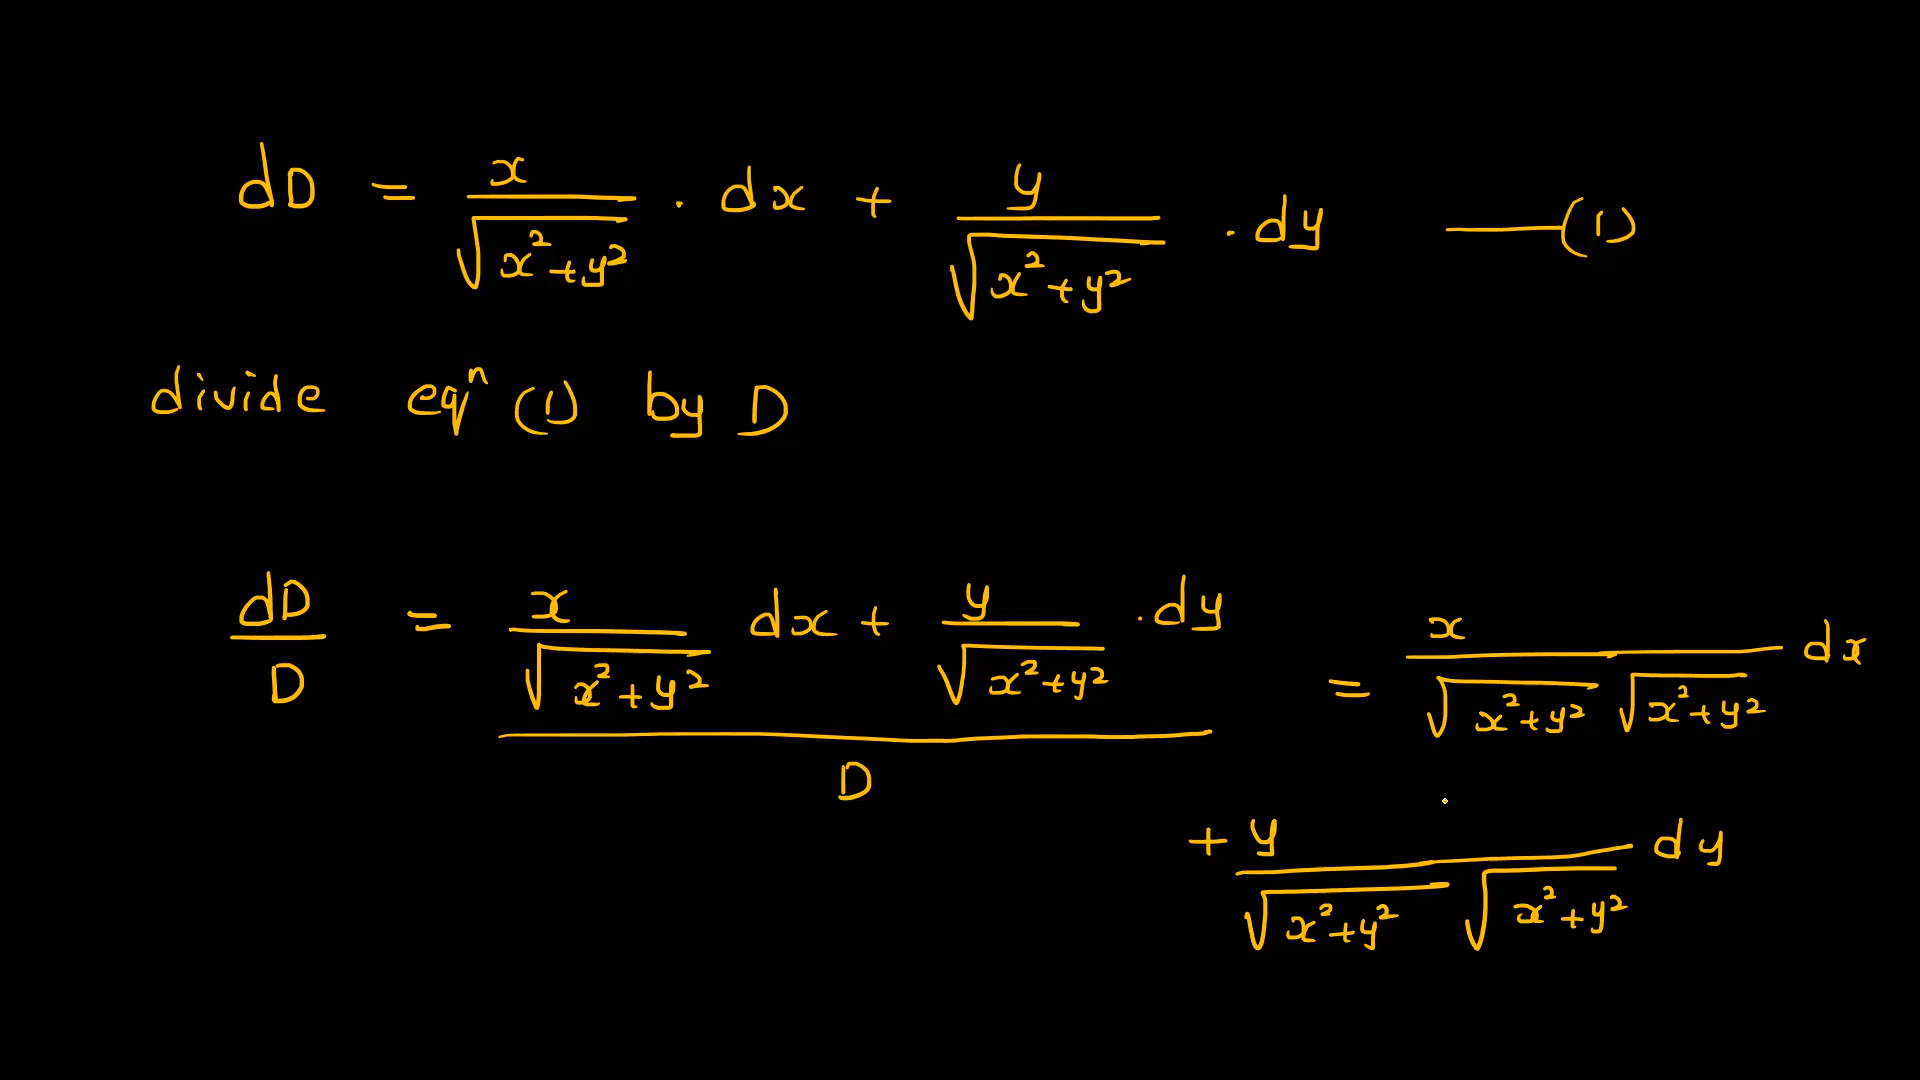 dD = x/√(x²+y²) . dx + y/√(x²+y²) . dy —— (1)
divide eqⁿ (1) by D
dD/D = (x/√(x²+y²) dx + y/√(x²+y²) . dy)/D = x/(√(x²+y²) √(x²+y²)) dx
+ y/(√(x²+y²) √(x²+y²)) dy